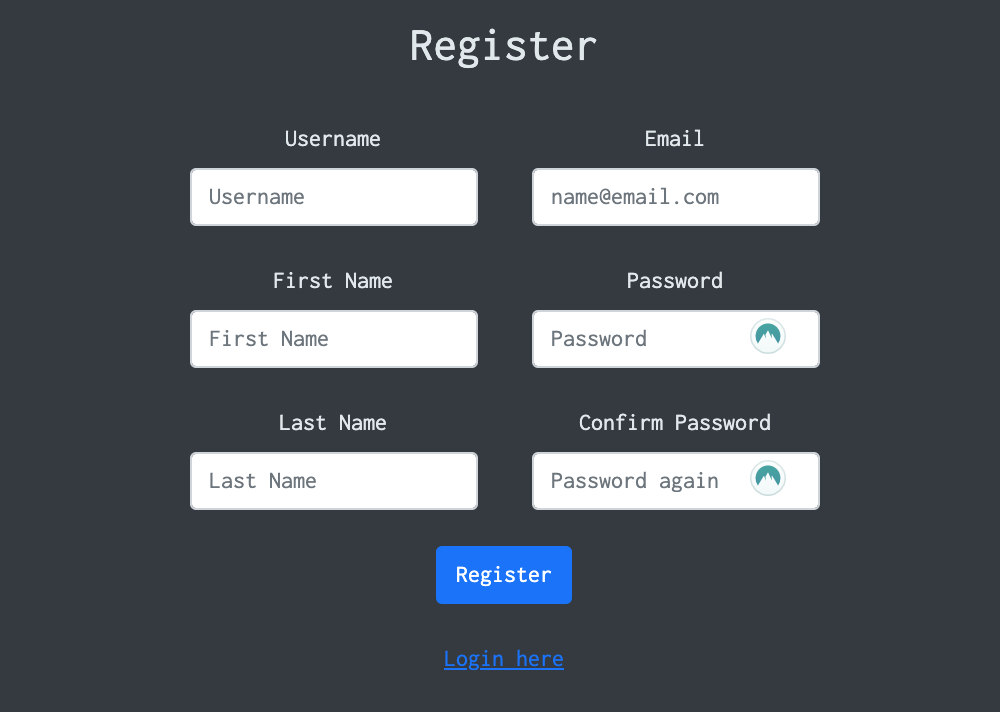 Register
Username
Email
Username
name@email.com
First Name
Password
First Name
Password
Last Name
Confirm Password
Last Name
Password again
Register
Login here